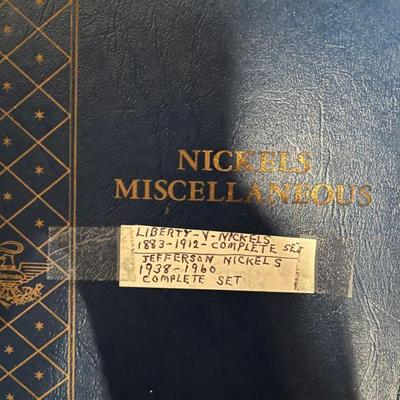 NICKELS
MISCELLANEOUS
LIBERTY-V-NICKELS
1883-1912-COMPLETE SET
JEFFERSON NICKELS
1938-1960
COMPLETE SET